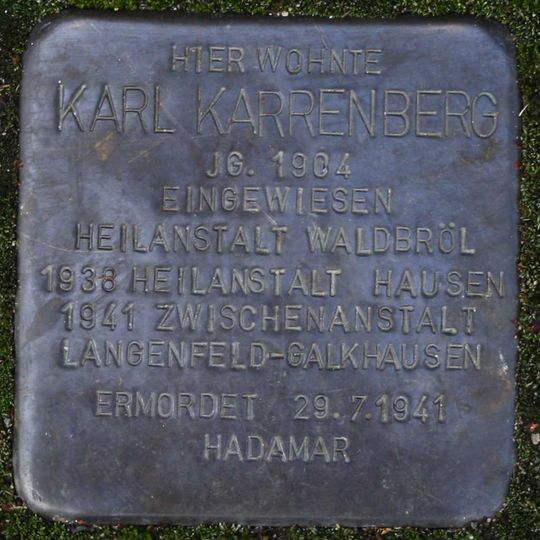 HIER WOHNTE
KARL KARRENBERG
JG. 1904
EINGEWIESEN
HEILANSTALT WALDBRÖL
1938 HEILANSTALT HAUSEN
1941 ZWISCHENANSTALT
LANGENFELD-GALKHAUSEN
ERMORDET 29.7.1941
HADAMAR